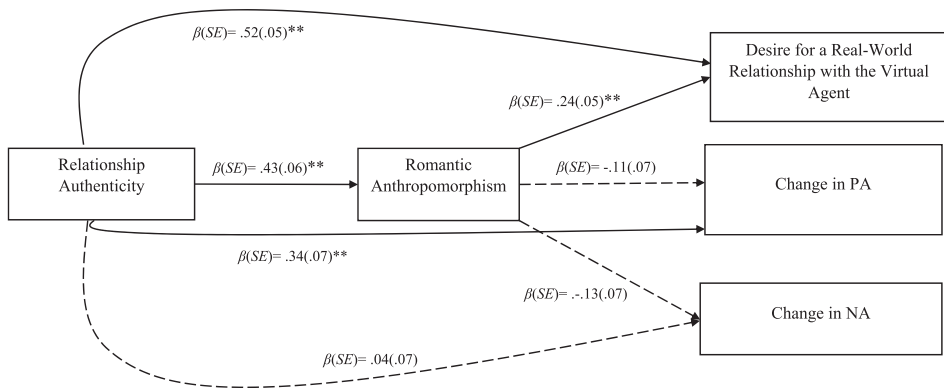 β(SE)= .52(.05)**
Desire for a Real-World
Relationship with the Virtual
Agent
β(SE)= .24(.05)**
Relationship
Authenticity
β(SE)= .43(.06)**
Romantic
Anthropomorphism
β(SE)= -.11(.07)
Change in PA
β(SE)= .34(.07)**
β(SE)= .-.13(.07)
Change in NA
β(SE)= .04(.07)